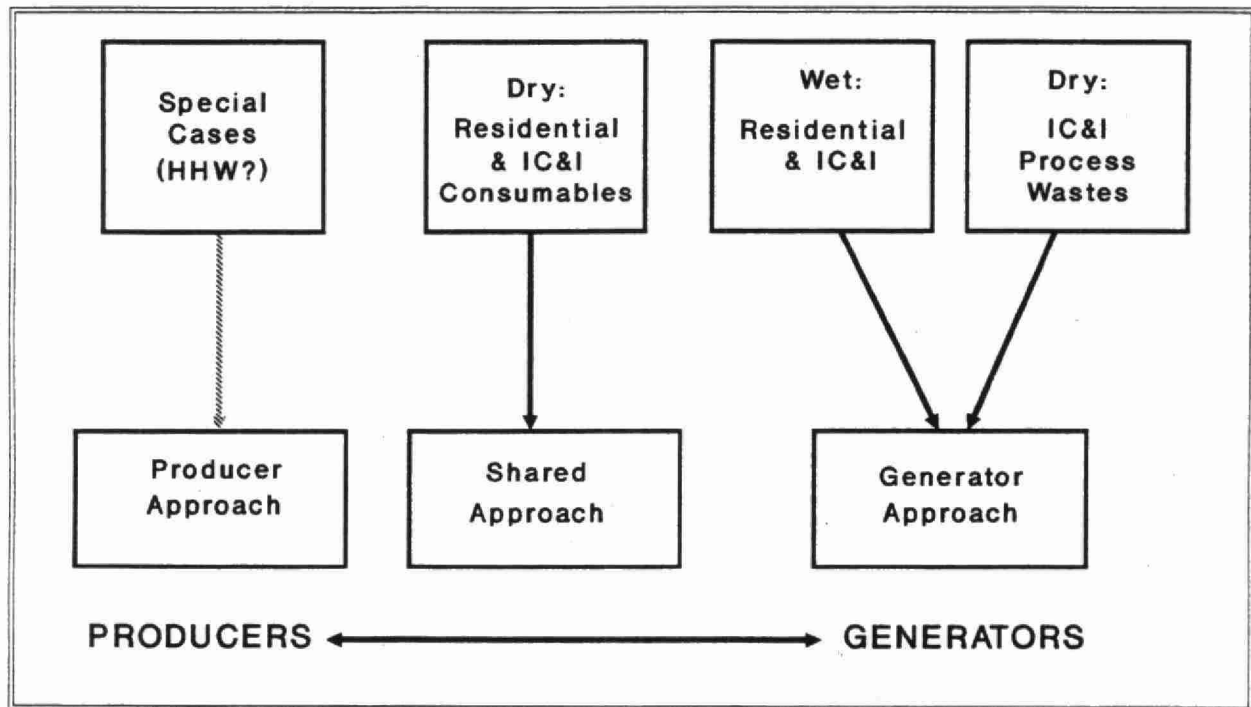 Special
Cases
(HHW?)
Dry:
Residential
& IC&I
Consumables
Wet:
Residential
& IC&I
Dry:
IC&I
Process
Wastes
Producer
Approach
Shared
Approach
Generator
Approach
PRODUCERS
GENERATORS